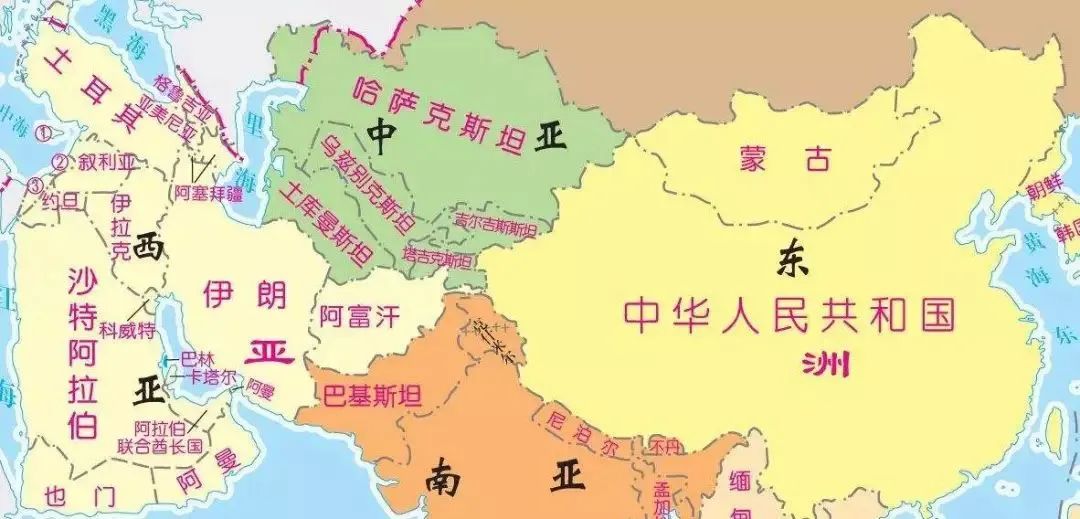 黑海
土耳其
格鲁吉亚
亚美尼亚
中海
①
② 叙利亚
③
约旦
伊拉克
阿塞拜疆
里海
哈萨克斯坦
中亚
乌兹别克斯坦
土库曼斯坦
吉尔吉斯斯坦
塔吉克斯坦
蒙古
朝鲜
韩国
黄海
东
东
中华人民共和国
亚洲
西亚
伊朗
阿富汗
沙特阿拉伯
红海
科威特
巴林
卡塔尔
阿曼
阿拉伯
联合酋长国
阿曼
也门
巴基斯坦
克什米尔
南亚
尼泊尔
不丹
孟加
缅甸